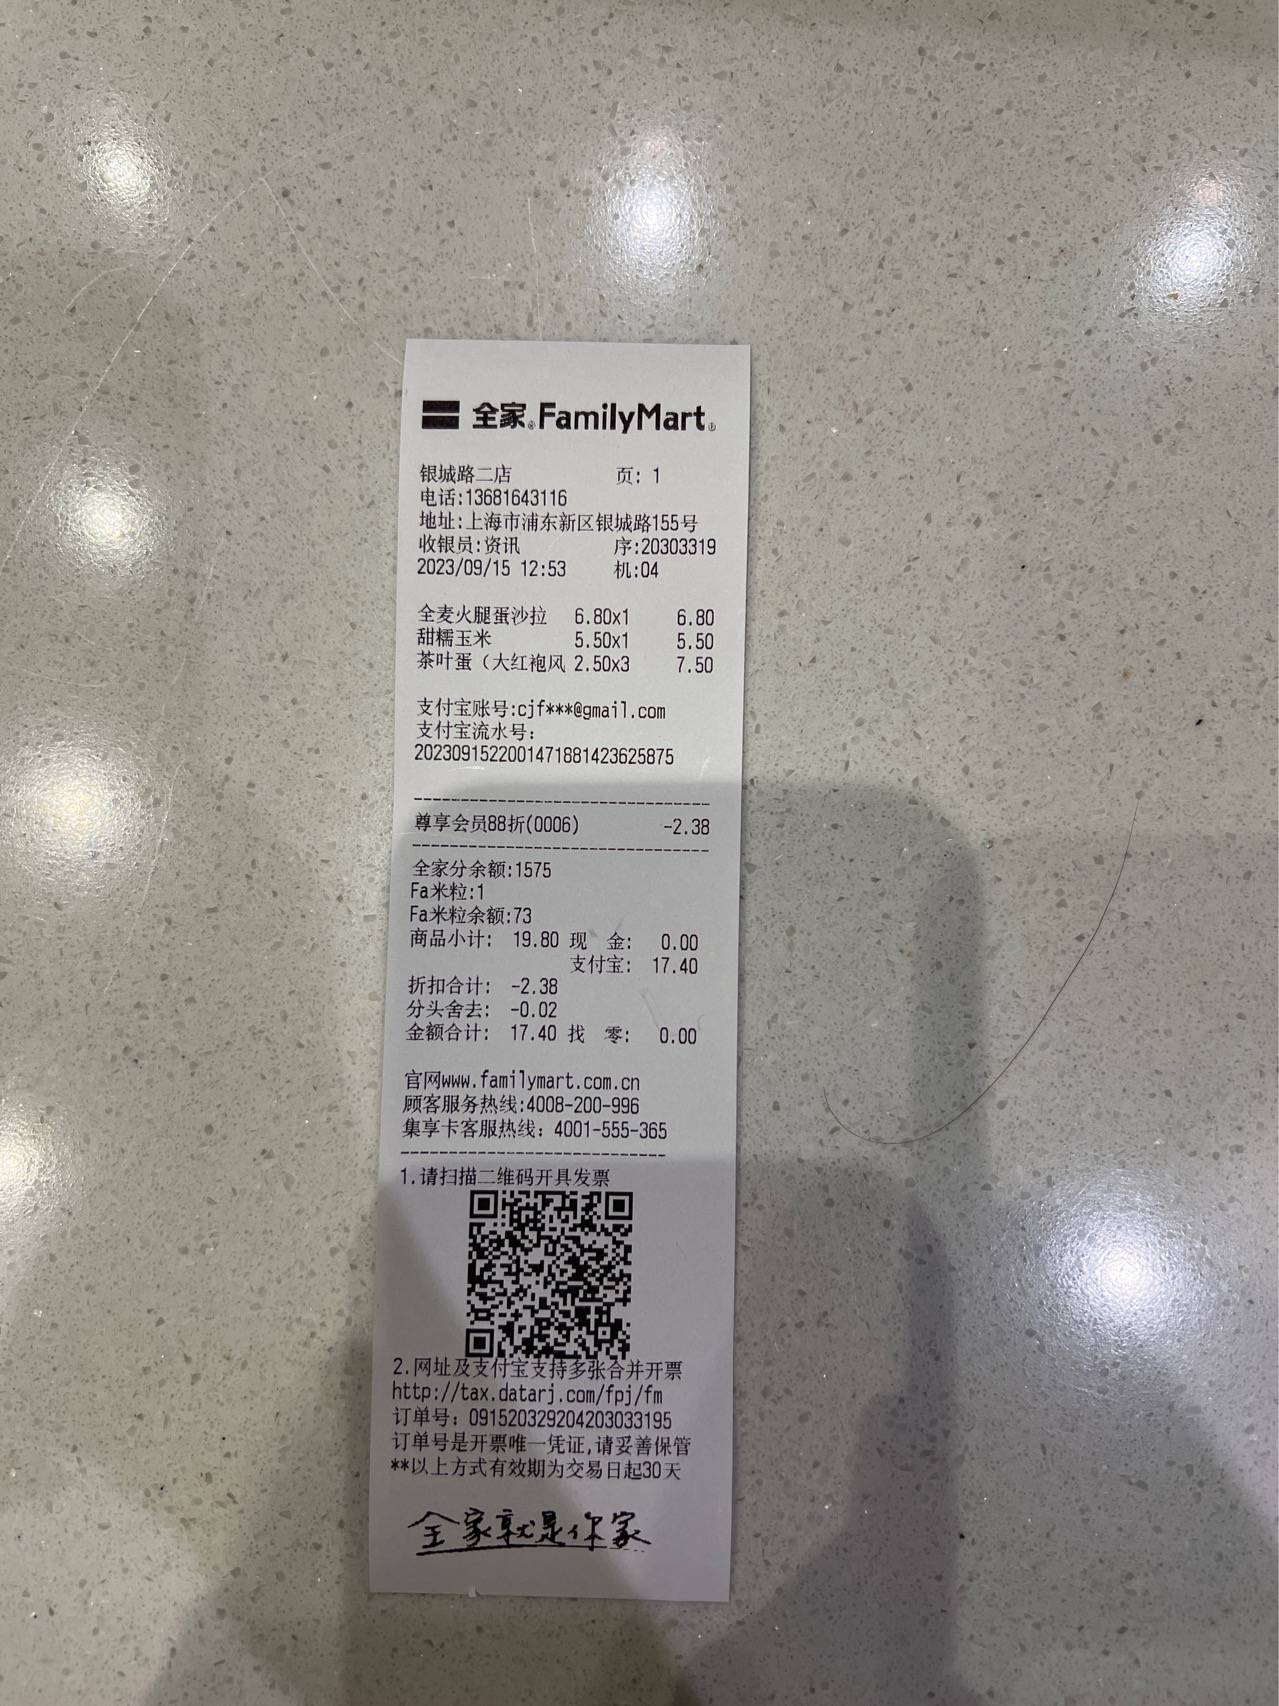 全家®FamilyMart®
银城路二店 页: 1
电话:13681643116
地址:上海市浦东新区银城路155号
收银员:资讯 序:20303319
2023/09/15 12:53 机:04
全麦火腿蛋沙拉 6.80x1 6.80
甜糯玉米 5.50x1 5.50
茶叶蛋（大红袍风 2.50x3 7.50
支付宝账号:cjf***@gmail.com
支付宝流水号:
2023091522001471881423625875
尊享会员88折(0006) -2.38
全家分余额:1575
Fa米粒:1
Fa米粒余额:73
商品小计: 19.80 现 金: 0.00
支付宝: 17.40
折扣合计: -2.38
分头舍去: -0.02
金额合计: 17.40 找 零: 0.00
官网www.familymart.com.cn
顾客服务热线:4008-200-996
集享卡客服热线: 4001-555-365
1.请扫描二维码开具发票
2.网址及支付宝支持多张合并开票
http://tax.datarj.com/fpj/fm
订单号: 091520329204203033195
订单号是开票唯一凭证,请妥善保管
**以上方式有效期为交易日起30天
全家就是你家